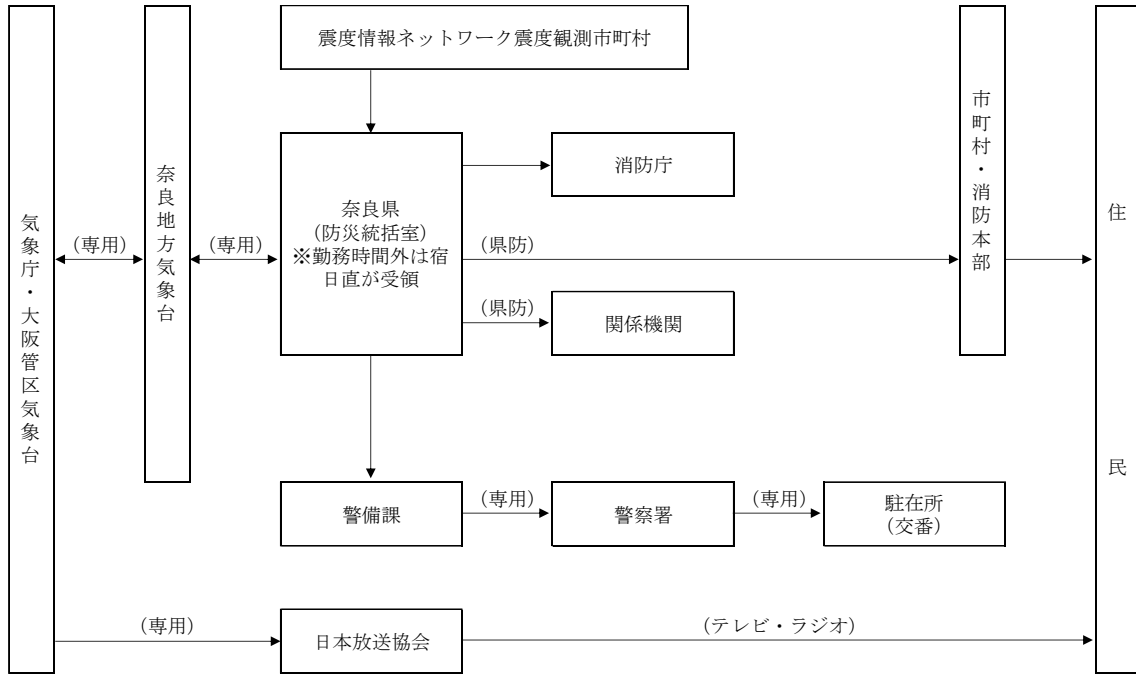 震度情報ネットワーク震度観測市町村
気象庁・大阪管区気象台
(専用)
奈良地方気象台
(専用)
奈良県
(防災統括室)
※勤務時間外は宿
日直が受領
消防庁
(県防)
(県防)
関係機関
市町村・消防本部
住民
警備課
(専用)
警察署
(専用)
駐在所
(交番)
(専用)
日本放送協会
(テレビ・ラジオ)